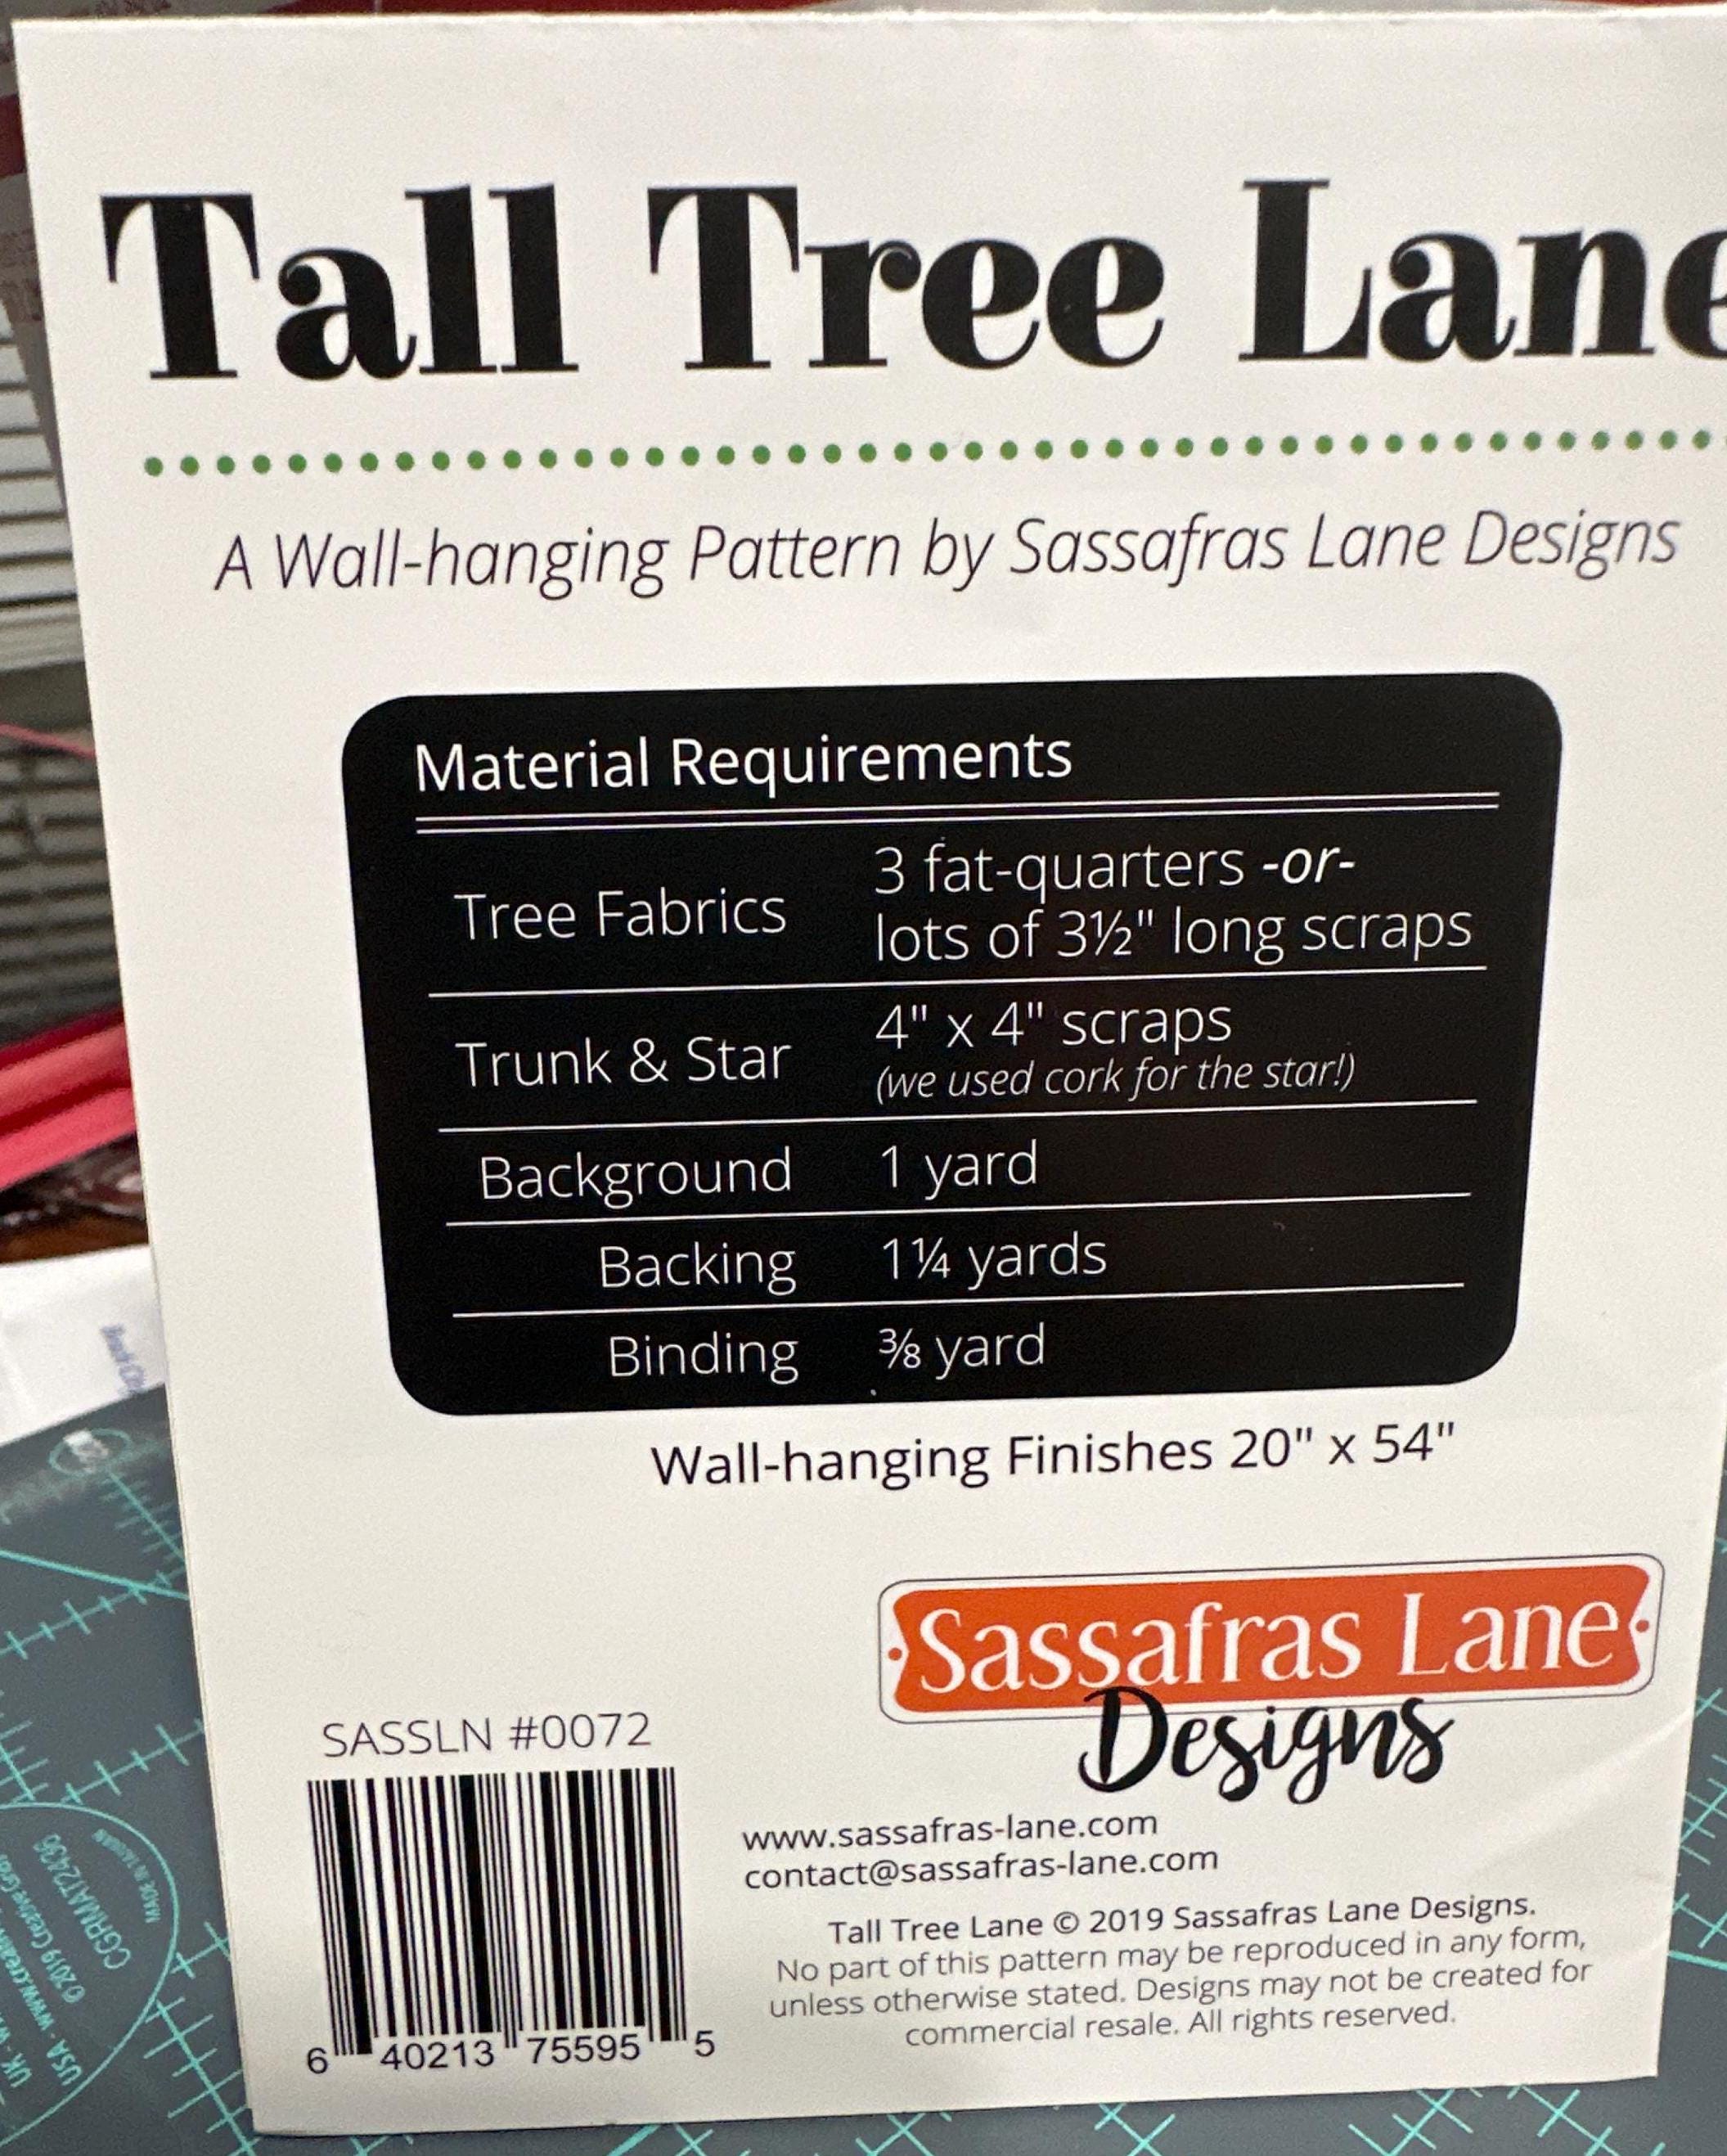 Tall Tree Lane
A Wall-hanging Pattern by Sassafras Lane Designs
Material Requirements
Tree Fabrics 3 fat-quarters -or-
lots of 3½" long scraps
Trunk & Star 4" x 4" scraps
(we used cork for the star!)
Background 1 yard
Backing 1¼ yards
Binding ⅜ yard
Wall-hanging Finishes 20" x 54"
Sassafras Lane
Designs
SASSLN #0072
6 40213 75595 5
www.sassafras-lane.com
contact@sassafras-lane.com
Tall Tree Lane © 2019 Sassafras Lane Designs.
No part of this pattern may be reproduced in any form,
unless otherwise stated. Designs may not be created for
commercial resale. All rights reserved.
MADE IN TAIWAN
CGRMAT2436